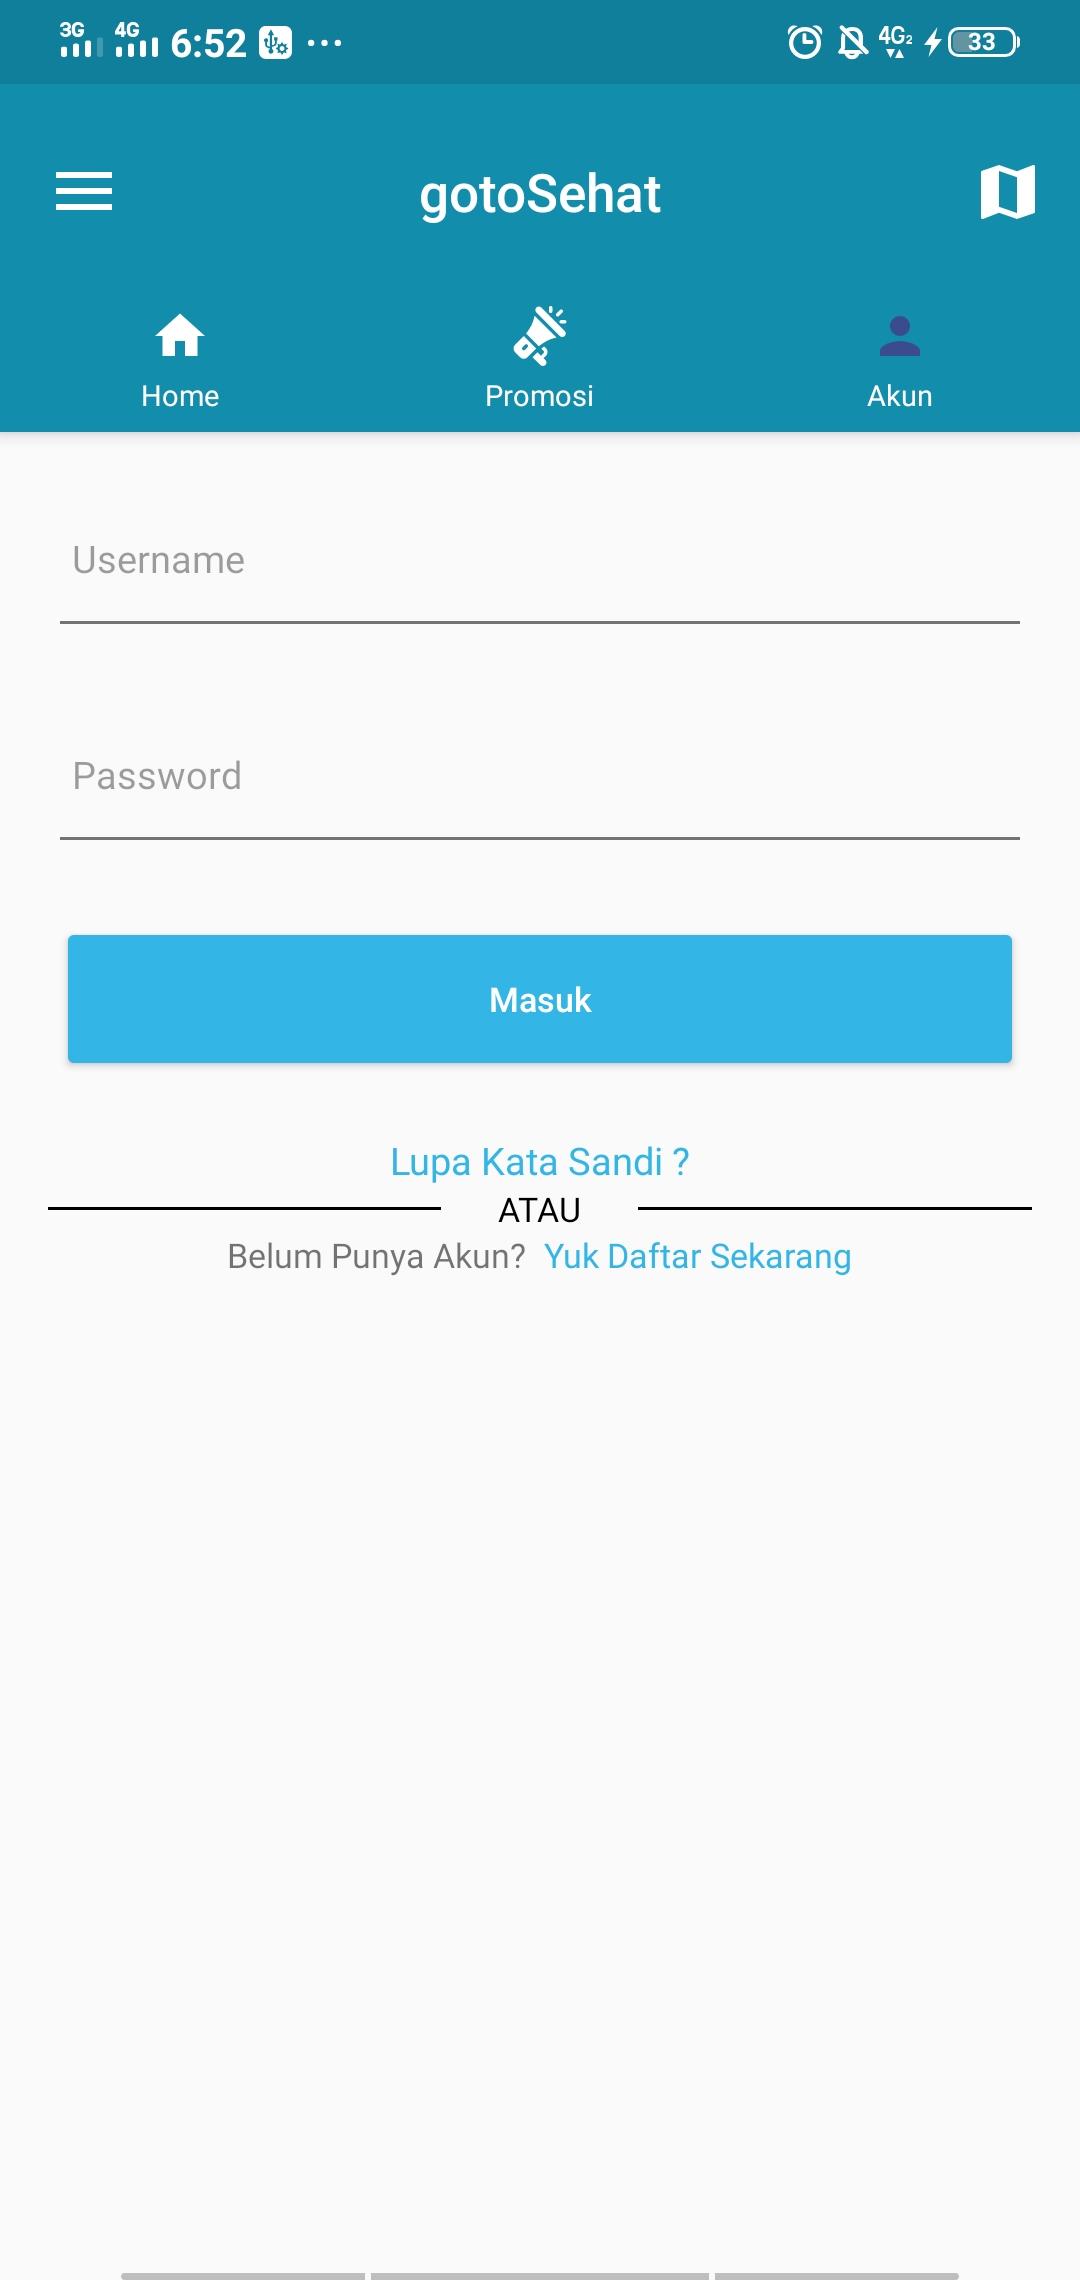 3G 4G 6:52 ... 4G2 33
gotoSehat
Home Promosi Akun
Username
Password
Masuk
Lupa Kata Sandi ?
ATAU
Belum Punya Akun? Yuk Daftar Sekarang